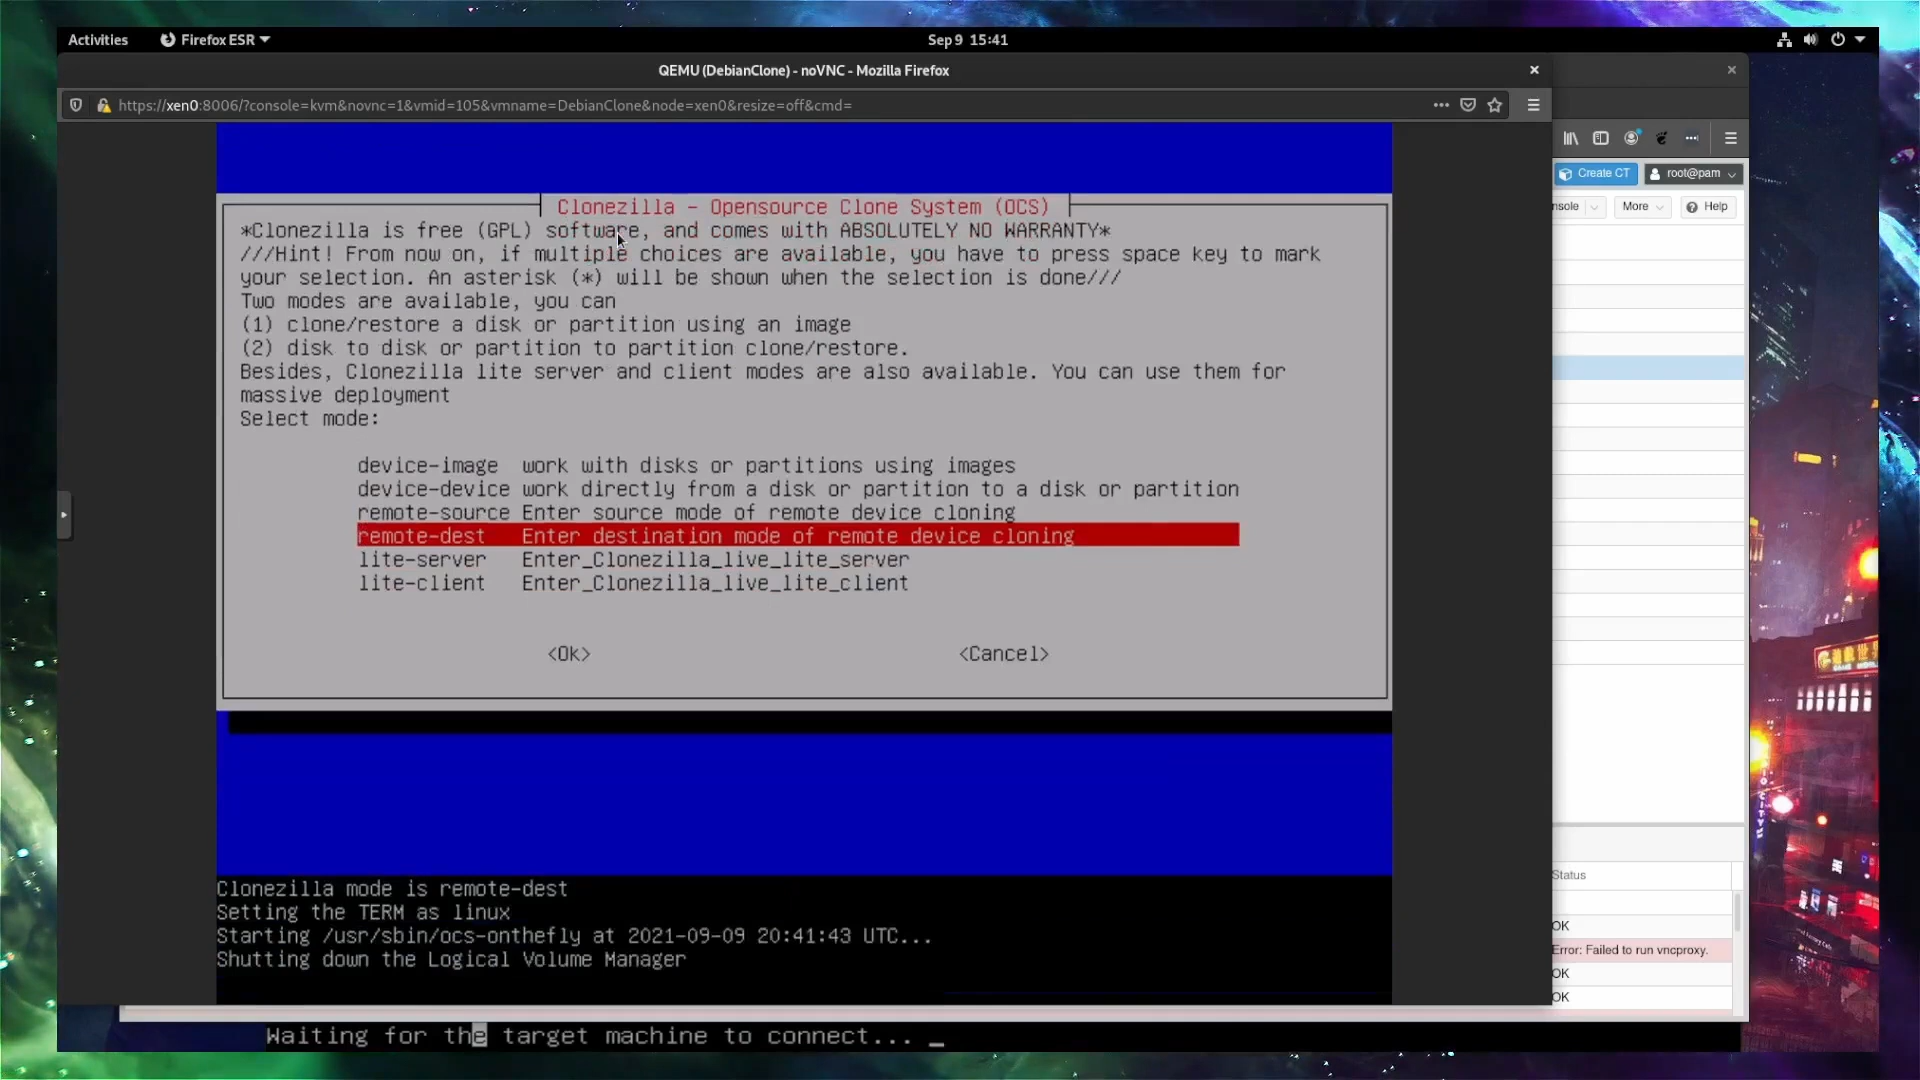 Activities
Firefox ESR
Sep 9 15:41
QEMU (DebianClone) - noVNC - Mozilla Firefox
https://xen0:8006/?console=kvm&novnc=1&vmid=105&vmname=DebianClone&node=xen0&resize=off&cmd=
Create CT
root@pam
nsole
More
Help
Clonezilla - Opensource Clone System (OCS)
*Clonezilla is free (GPL) software, and comes with ABSOLUTELY NO WARRANTY*
///Hint! From now on, if multiple choices are available, you have to press space key to mark
your selection. An asterisk (*) will be shown when the selection is done///
Two modes are available, you can
(1) clone/restore a disk or partition using an image
(2) disk to disk or partition to partition clone/restore.
Besides, Clonezilla lite server and client modes are also available. You can use them for
massive deployment
Select mode:
device-image work with disks or partitions using images
device-device work directly from a disk or partition to a disk or partition
remote-source Enter source mode of remote device cloning
remote-dest Enter destination mode of remote device cloning
lite-server Enter_Clonezilla_live_lite_server
lite-client Enter_Clonezilla_live_lite_client
<Ok>
<Cancel>
Clonezilla mode is remote-dest
Setting the TERM as linux
Starting /usr/sbin/ocs-onthefly at 2021-09-09 20:41:43 UTC...
Shutting down the Logical Volume Manager
Status
OK
Error: Failed to run vncproxy.
OK
OK
Waiting for the target machine to connect... _